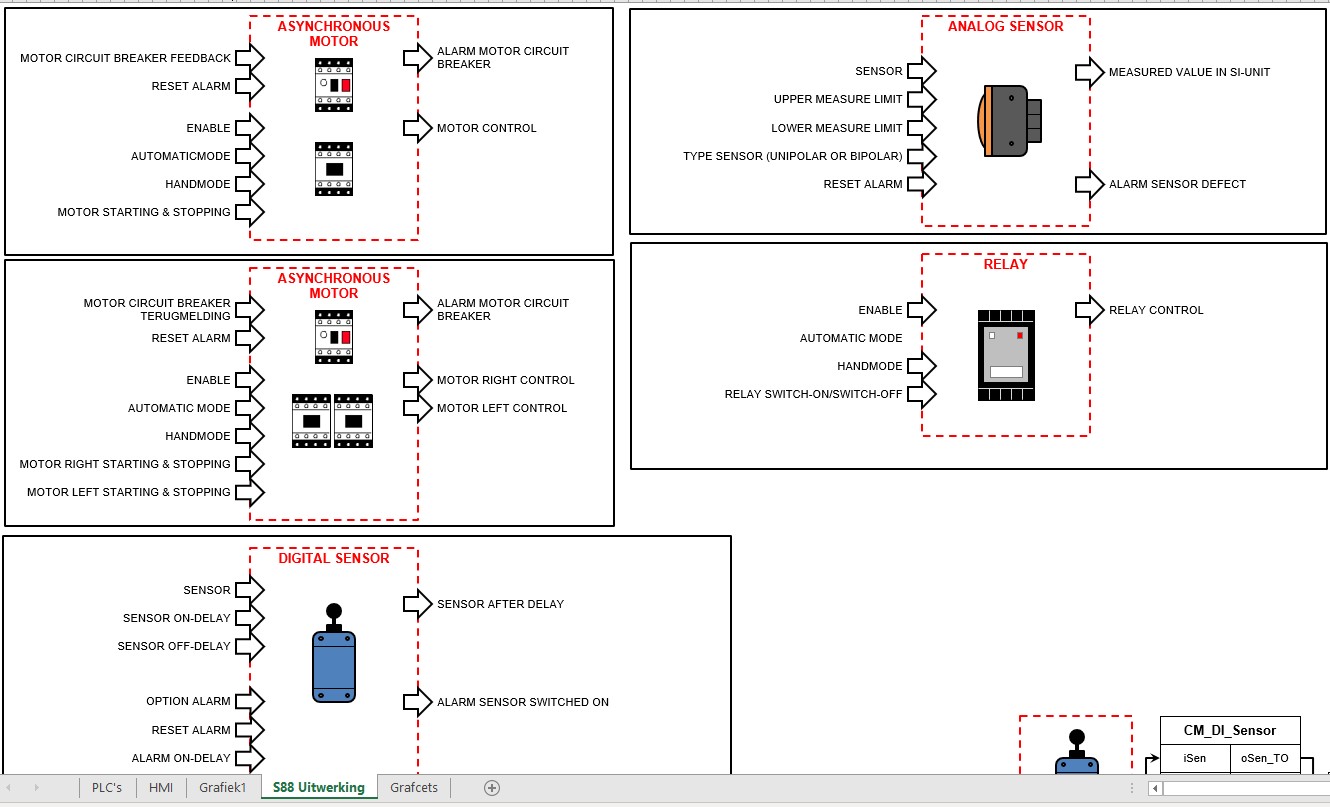 ASYNCHRONOUS
MOTOR
MOTOR CIRCUIT BREAKER FEEDBACK
RESET ALARM
ENABLE
AUTOMATICMODE
HANDMODE
MOTOR STARTING & STOPPING
ALARM MOTOR CIRCUIT
BREAKER
MOTOR CONTROL
ANALOG SENSOR
SENSOR
UPPER MEASURE LIMIT
LOWER MEASURE LIMIT
TYPE SENSOR (UNIPOLAR OR BIPOLAR)
RESET ALARM
MEASURED VALUE IN SI-UNIT
ALARM SENSOR DEFECT
ASYNCHRONOUS
MOTOR
MOTOR CIRCUIT BREAKER
TERUGMELDING
RESET ALARM
ENABLE
AUTOMATIC MODE
HANDMODE
MOTOR RIGHT STARTING & STOPPING
MOTOR LEFT STARTING & STOPPING
ALARM MOTOR CIRCUIT
BREAKER
MOTOR RIGHT CONTROL
MOTOR LEFT CONTROL
RELAY
ENABLE
AUTOMATIC MODE
HANDMODE
RELAY SWITCH-ON/SWITCH-OFF
RELAY CONTROL
DIGITAL SENSOR
SENSOR
SENSOR ON-DELAY
SENSOR OFF-DELAY
OPTION ALARM
RESET ALARM
ALARM ON-DELAY
SENSOR AFTER DELAY
ALARM SENSOR SWITCHED ON
CM_DI_Sensor
iSen oSen_TO
PLC's HMI Grafiek1 S88 Uitwerking Grafcets